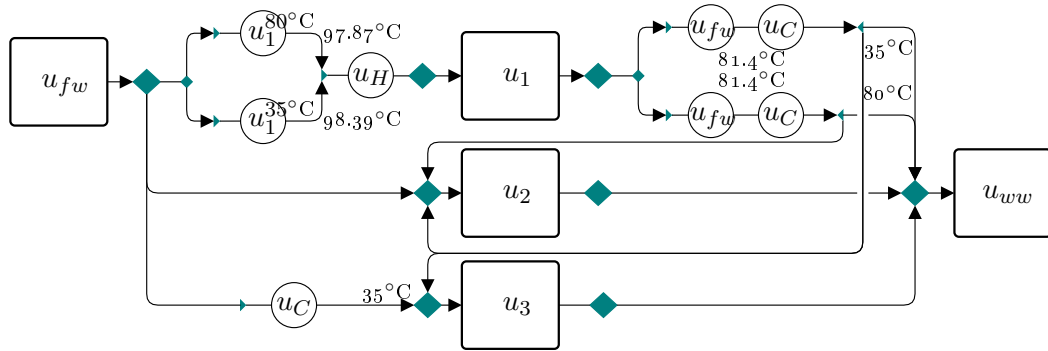 u_1 80°C 97.87°C
u_fw u_C
35°C
u_fw u_H u_1 81.4°C
81.4°C
80°C
u_1 35°C 98.39°C
u_fw u_C
u_2 u_ww
u_C 35°C u_3